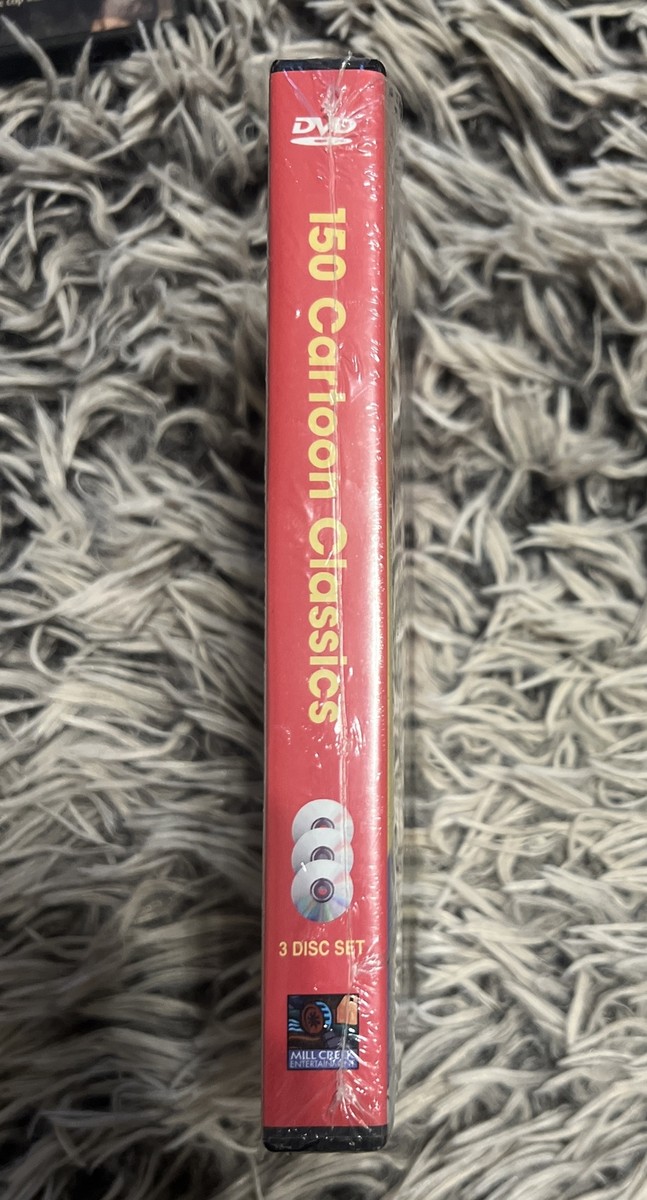 DVD
150 Cartoon Classics
3 DISC SET
MILL CREEK
ENTERTAINMENT